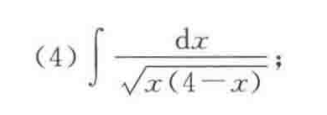 (4) ∫ dx / √(x(4−x)) ;